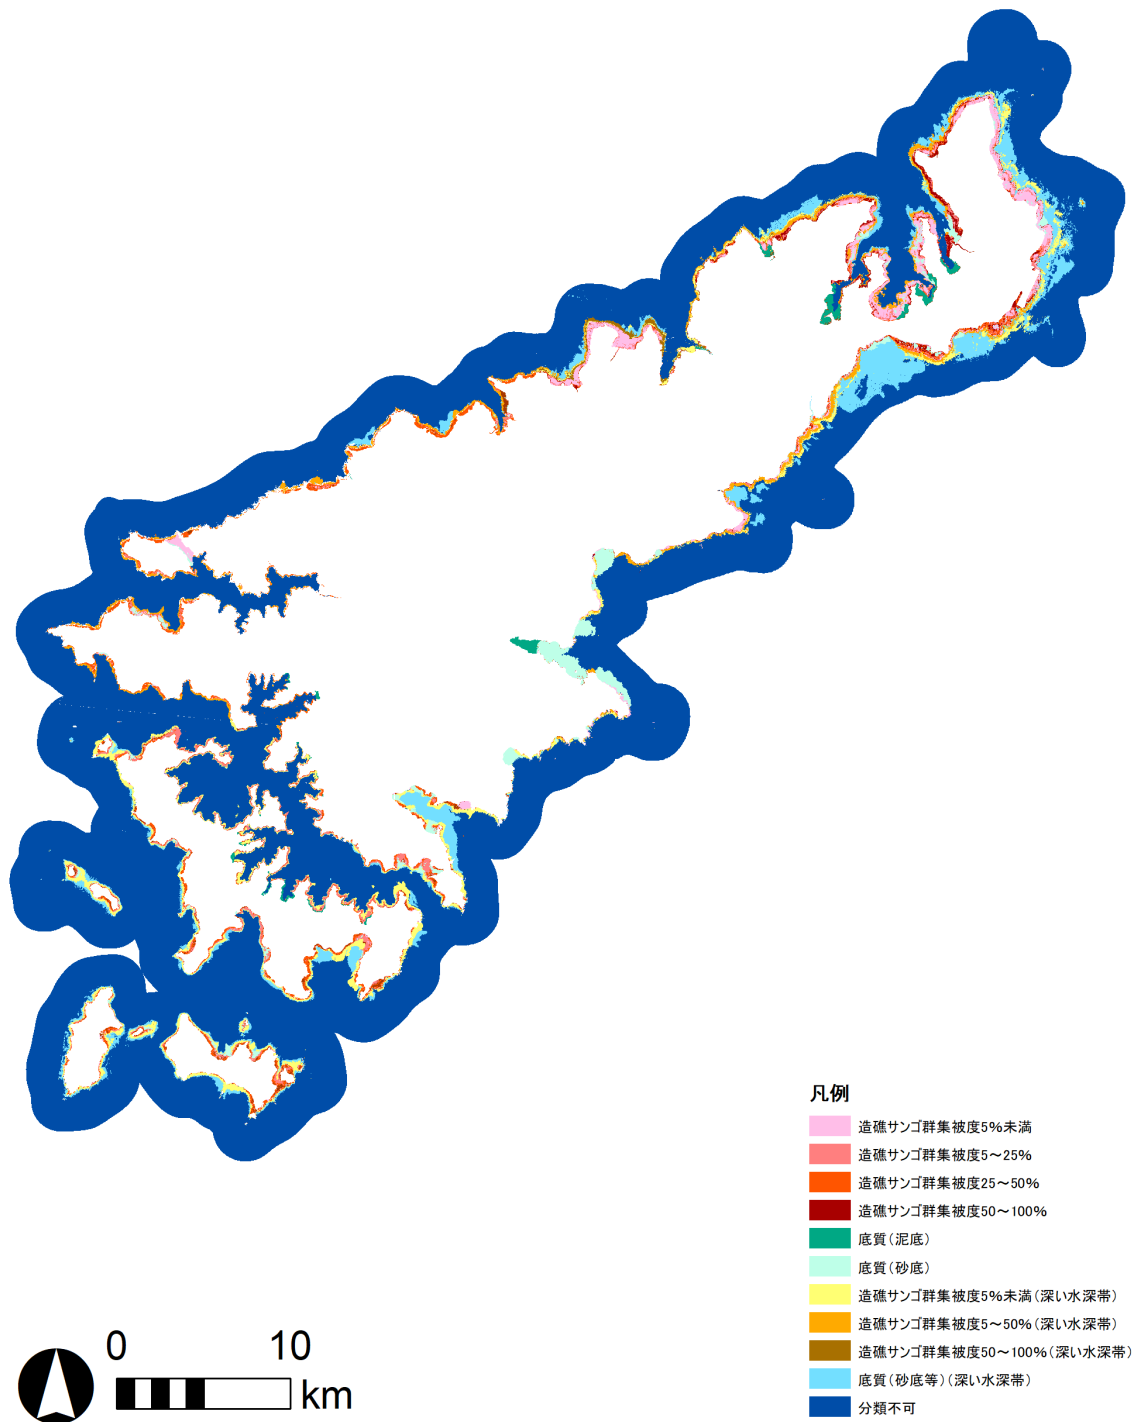 凡例
造礁サンゴ群集被度5%未満
造礁サンゴ群集被度5～25%
造礁サンゴ群集被度25～50%
造礁サンゴ群集被度50～100%
底質(泥底)
底質(砂底)
造礁サンゴ群集被度5%未満(深い水深帯)
造礁サンゴ群集被度5～50%(深い水深帯)
造礁サンゴ群集被度50～100%(深い水深帯)
底質(砂底等)(深い水深帯)
分類不可
0 10
km